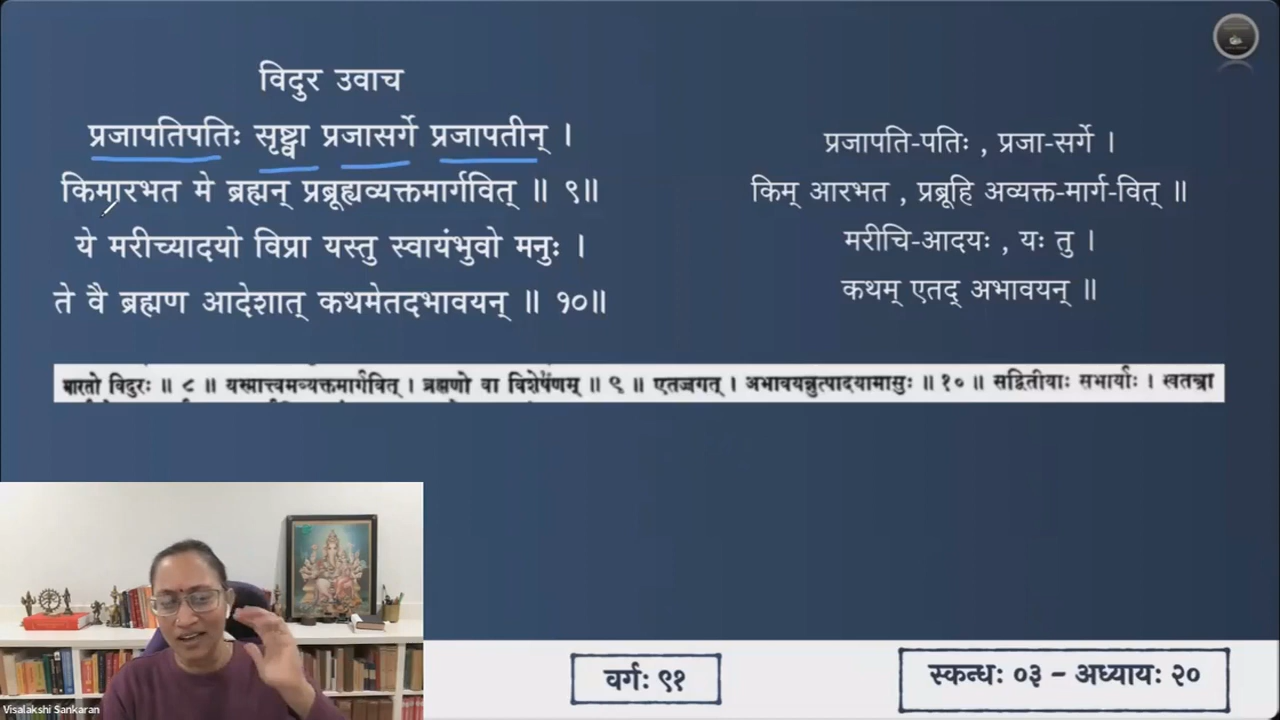 विदुर उवाच
प्रजापतिपतिः सृष्ट्वा प्रजासर्गे प्रजापतीन् ।
किमारभत मे ब्रह्मन् प्रब्रूह्यव्यक्तमार्गवित् ॥ ९॥
ये मरीच्यादयो विप्रा यस्तु स्वायंभुवो मनुः ।
ते वै ब्रह्मण आदेशात् कथमेतदभावयन् ॥ १०॥
प्रजापति-पतिः , प्रजा-सर्गे ।
किम् आरभत , प्रब्रूहि अव्यक्त-मार्ग-वित् ॥
मरीचि-आदयः , यः तु ।
कथम् एतद् अभावयन् ॥
भारतो विदुरः ॥ ८ ॥ यस्मात्त्वमव्यक्तमार्गवित् । ब्रह्मणो वा विशेषणम् ॥ ९ ॥ एतज्जगत् । अभावयन्नुत्पादयामासुः ॥ १० ॥ सद्वितीयाः सभार्याः । स्वतन्त्रा
Visalakshi Sankaran
वर्गः ९१
स्कन्धः ०३ – अध्यायः २०